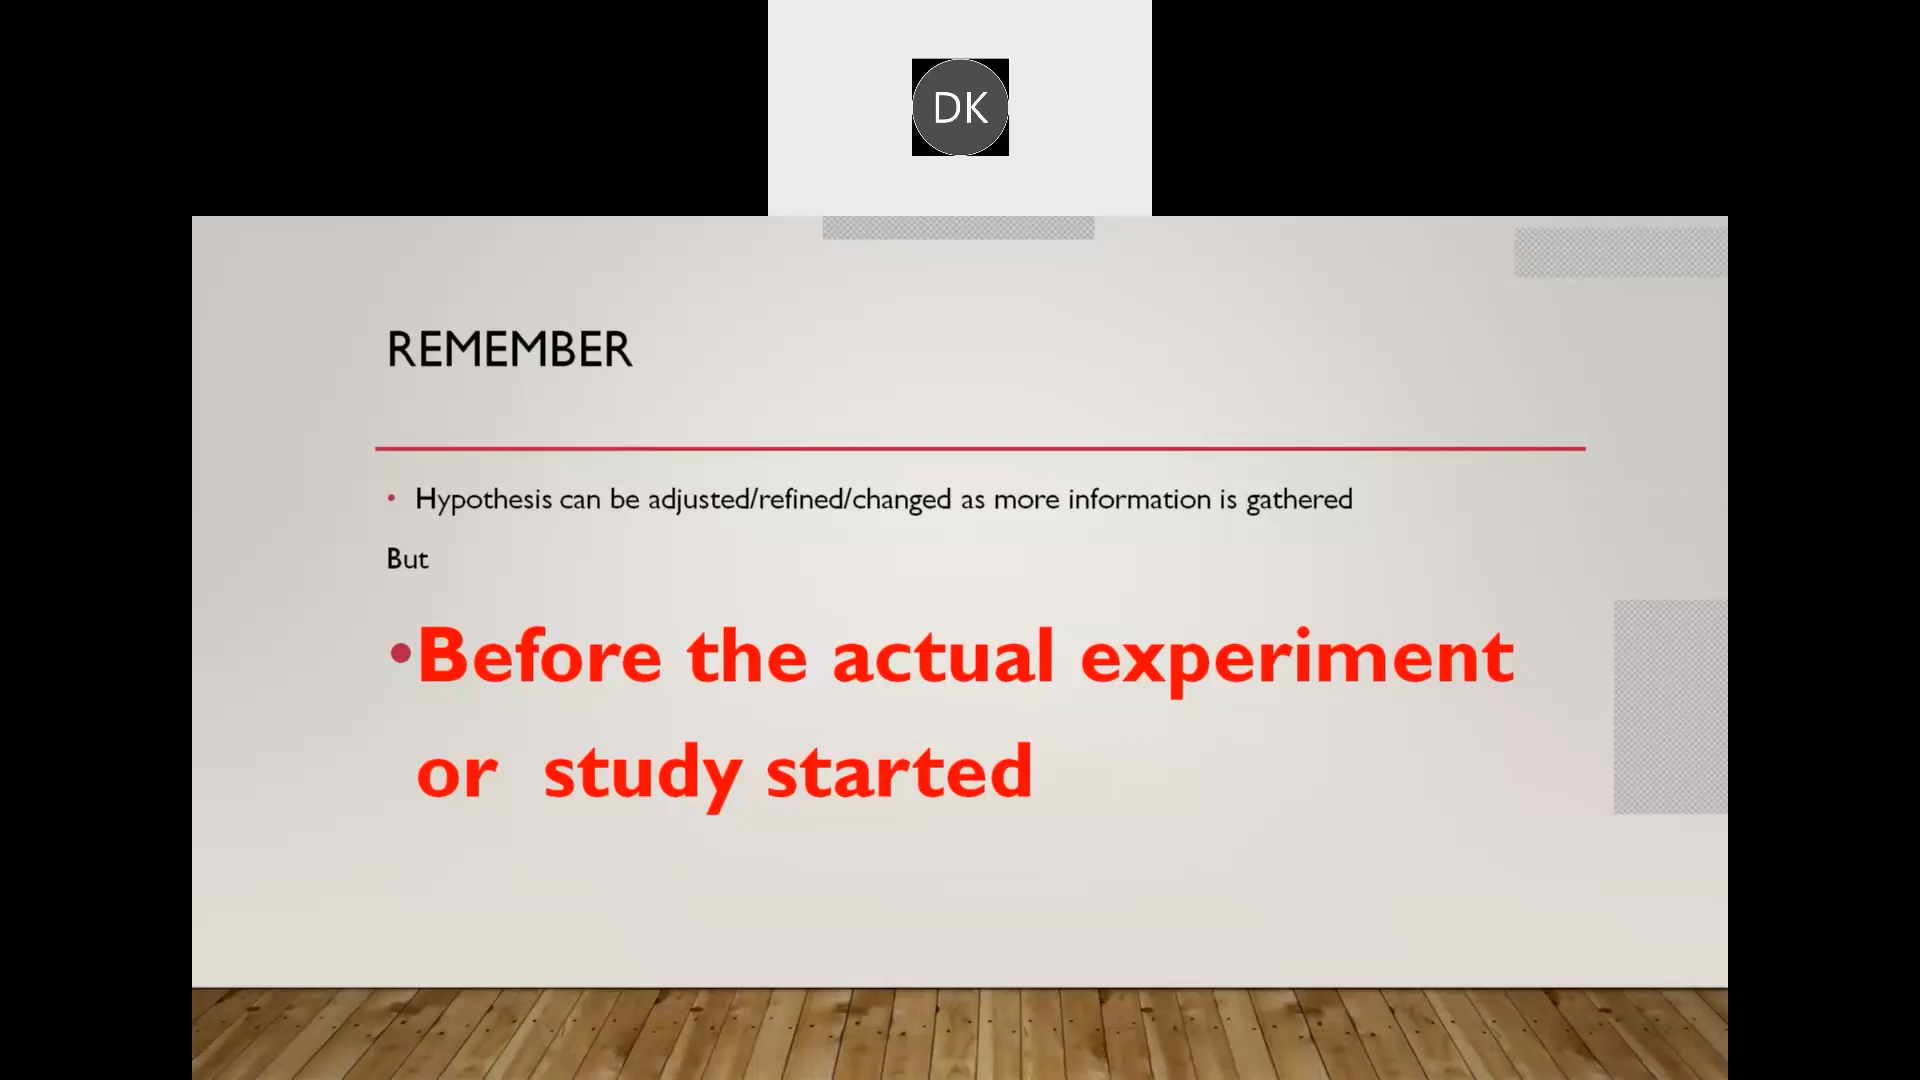 DK
REMEMBER
• Hypothesis can be adjusted/refined/changed as more information is gathered
But
• Before the actual experiment
or study started